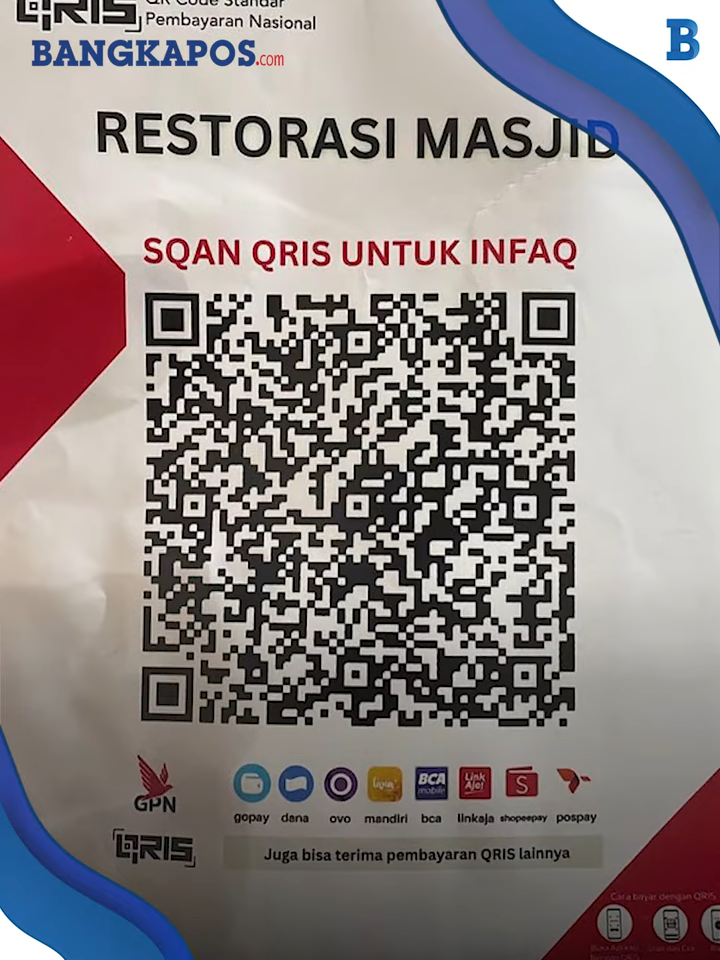 QRIS QR Code Standar
Pembayaran Nasional
BANGKAPOS.com
B
RESTORASI MASJID
SQAN QRIS UNTUK INFAQ
GPN
BCA
mobile
Link
Aja!
S
gopay dana ovo mandiri bca linkaja shopeepay pospay
QRIS
Juga bisa terima pembayaran QRIS lainnya
Cara bayar dengan QRIS